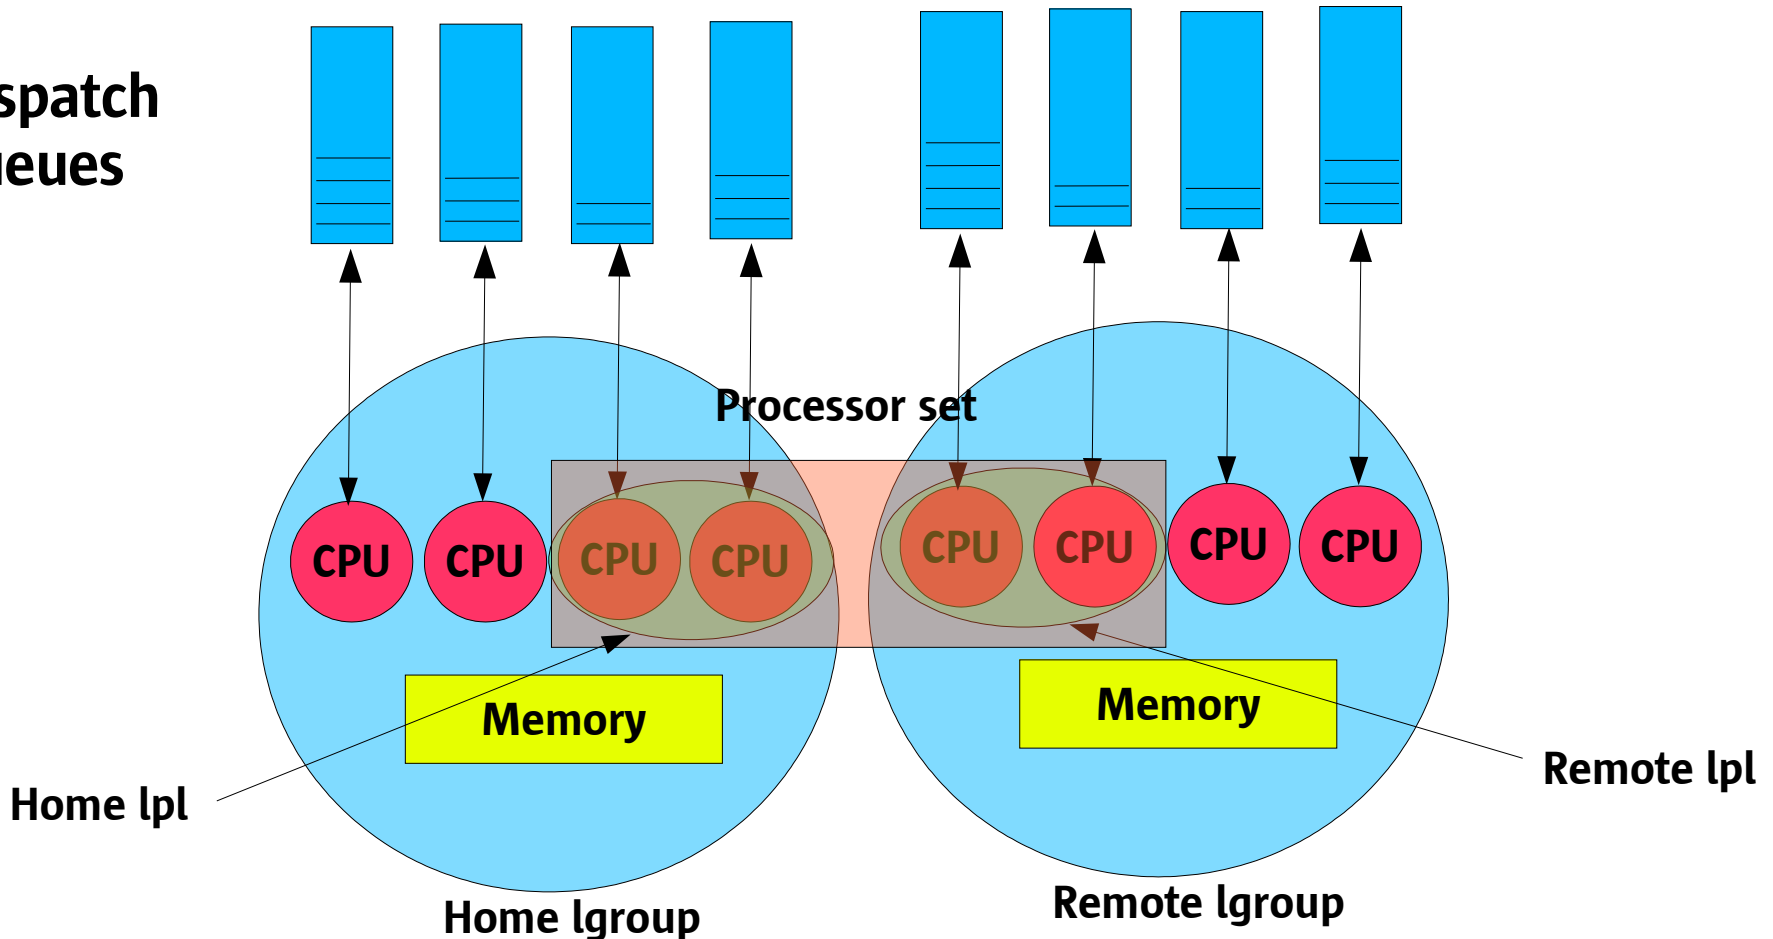 spatch
ueues
Processor set
CPU
CPU
CPU
CPU
CPU
CPU
CPU
CPU
Memory
Memory
Home lpl
Remote lpl
Home lgroup
Remote lgroup